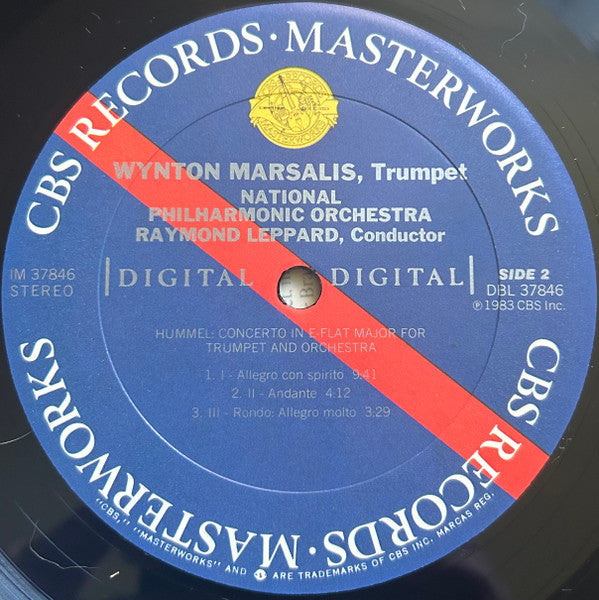 CBS RECORDS · MASTERWORKS
CBS RECORDS · MASTERWORKS
WYNTON MARSALIS, Trumpet
NATIONAL
PHILHARMONIC ORCHESTRA
RAYMOND LEPPARD, Conductor
IM 37846
STEREO
DIGITAL DIGITAL
SIDE 2
DBL 37846
℗ 1983 CBS Inc.
HUMMEL: CONCERTO IN E-FLAT MAJOR FOR
TRUMPET AND ORCHESTRA
1. I - Allegro con spirito 9:41
2. II - Andante 4:12
3. III - Rondo: Allegro molto 3:29
"CBS," "MASTERWORKS" AND ARE TRADEMARKS OF CBS INC. MARCAS REG.